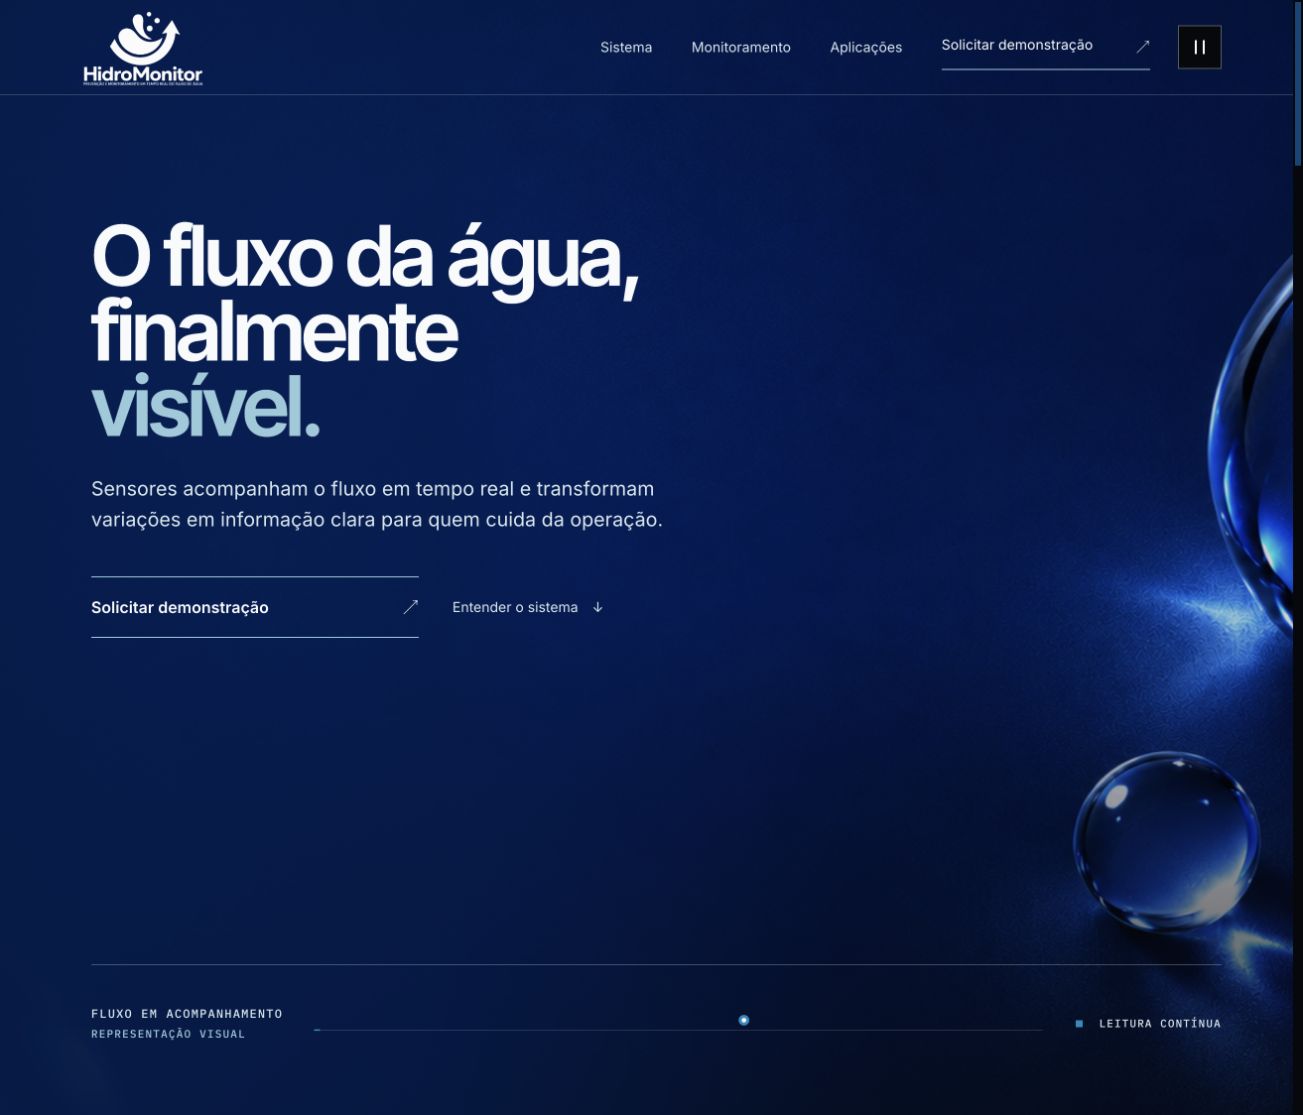 HidroMonitor
Sistema
Monitoramento
Aplicações
Solicitar demonstração
O fluxo da água,
finalmente
visível.
Sensores acompanham o fluxo em tempo real e transformam
variações em informação clara para quem cuida da operação.
Solicitar demonstração
Entender o sistema
FLUXO EM ACOMPANHAMENTO
REPRESENTAÇÃO VISUAL
LEITURA CONTÍNUA